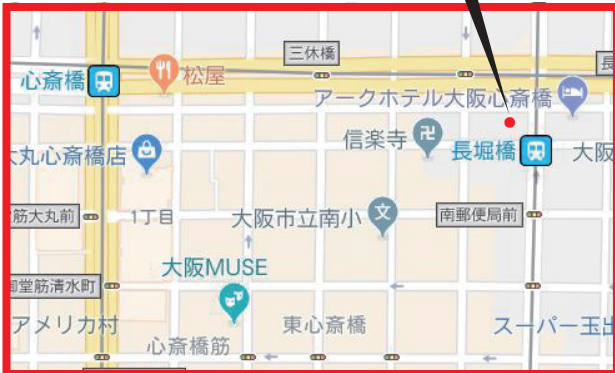 三休橋
長
心斎橋
松屋
アークホテル大阪心斎橋
信楽寺
卍
長堀橋
大阪
大丸心斎橋店
筋大丸前
1丁目
大阪市立南小
文
南郵便局前
大阪MUSE
御堂筋清水町
アメリカ村
東心斎橋
スーパー玉出
心斎橋筋